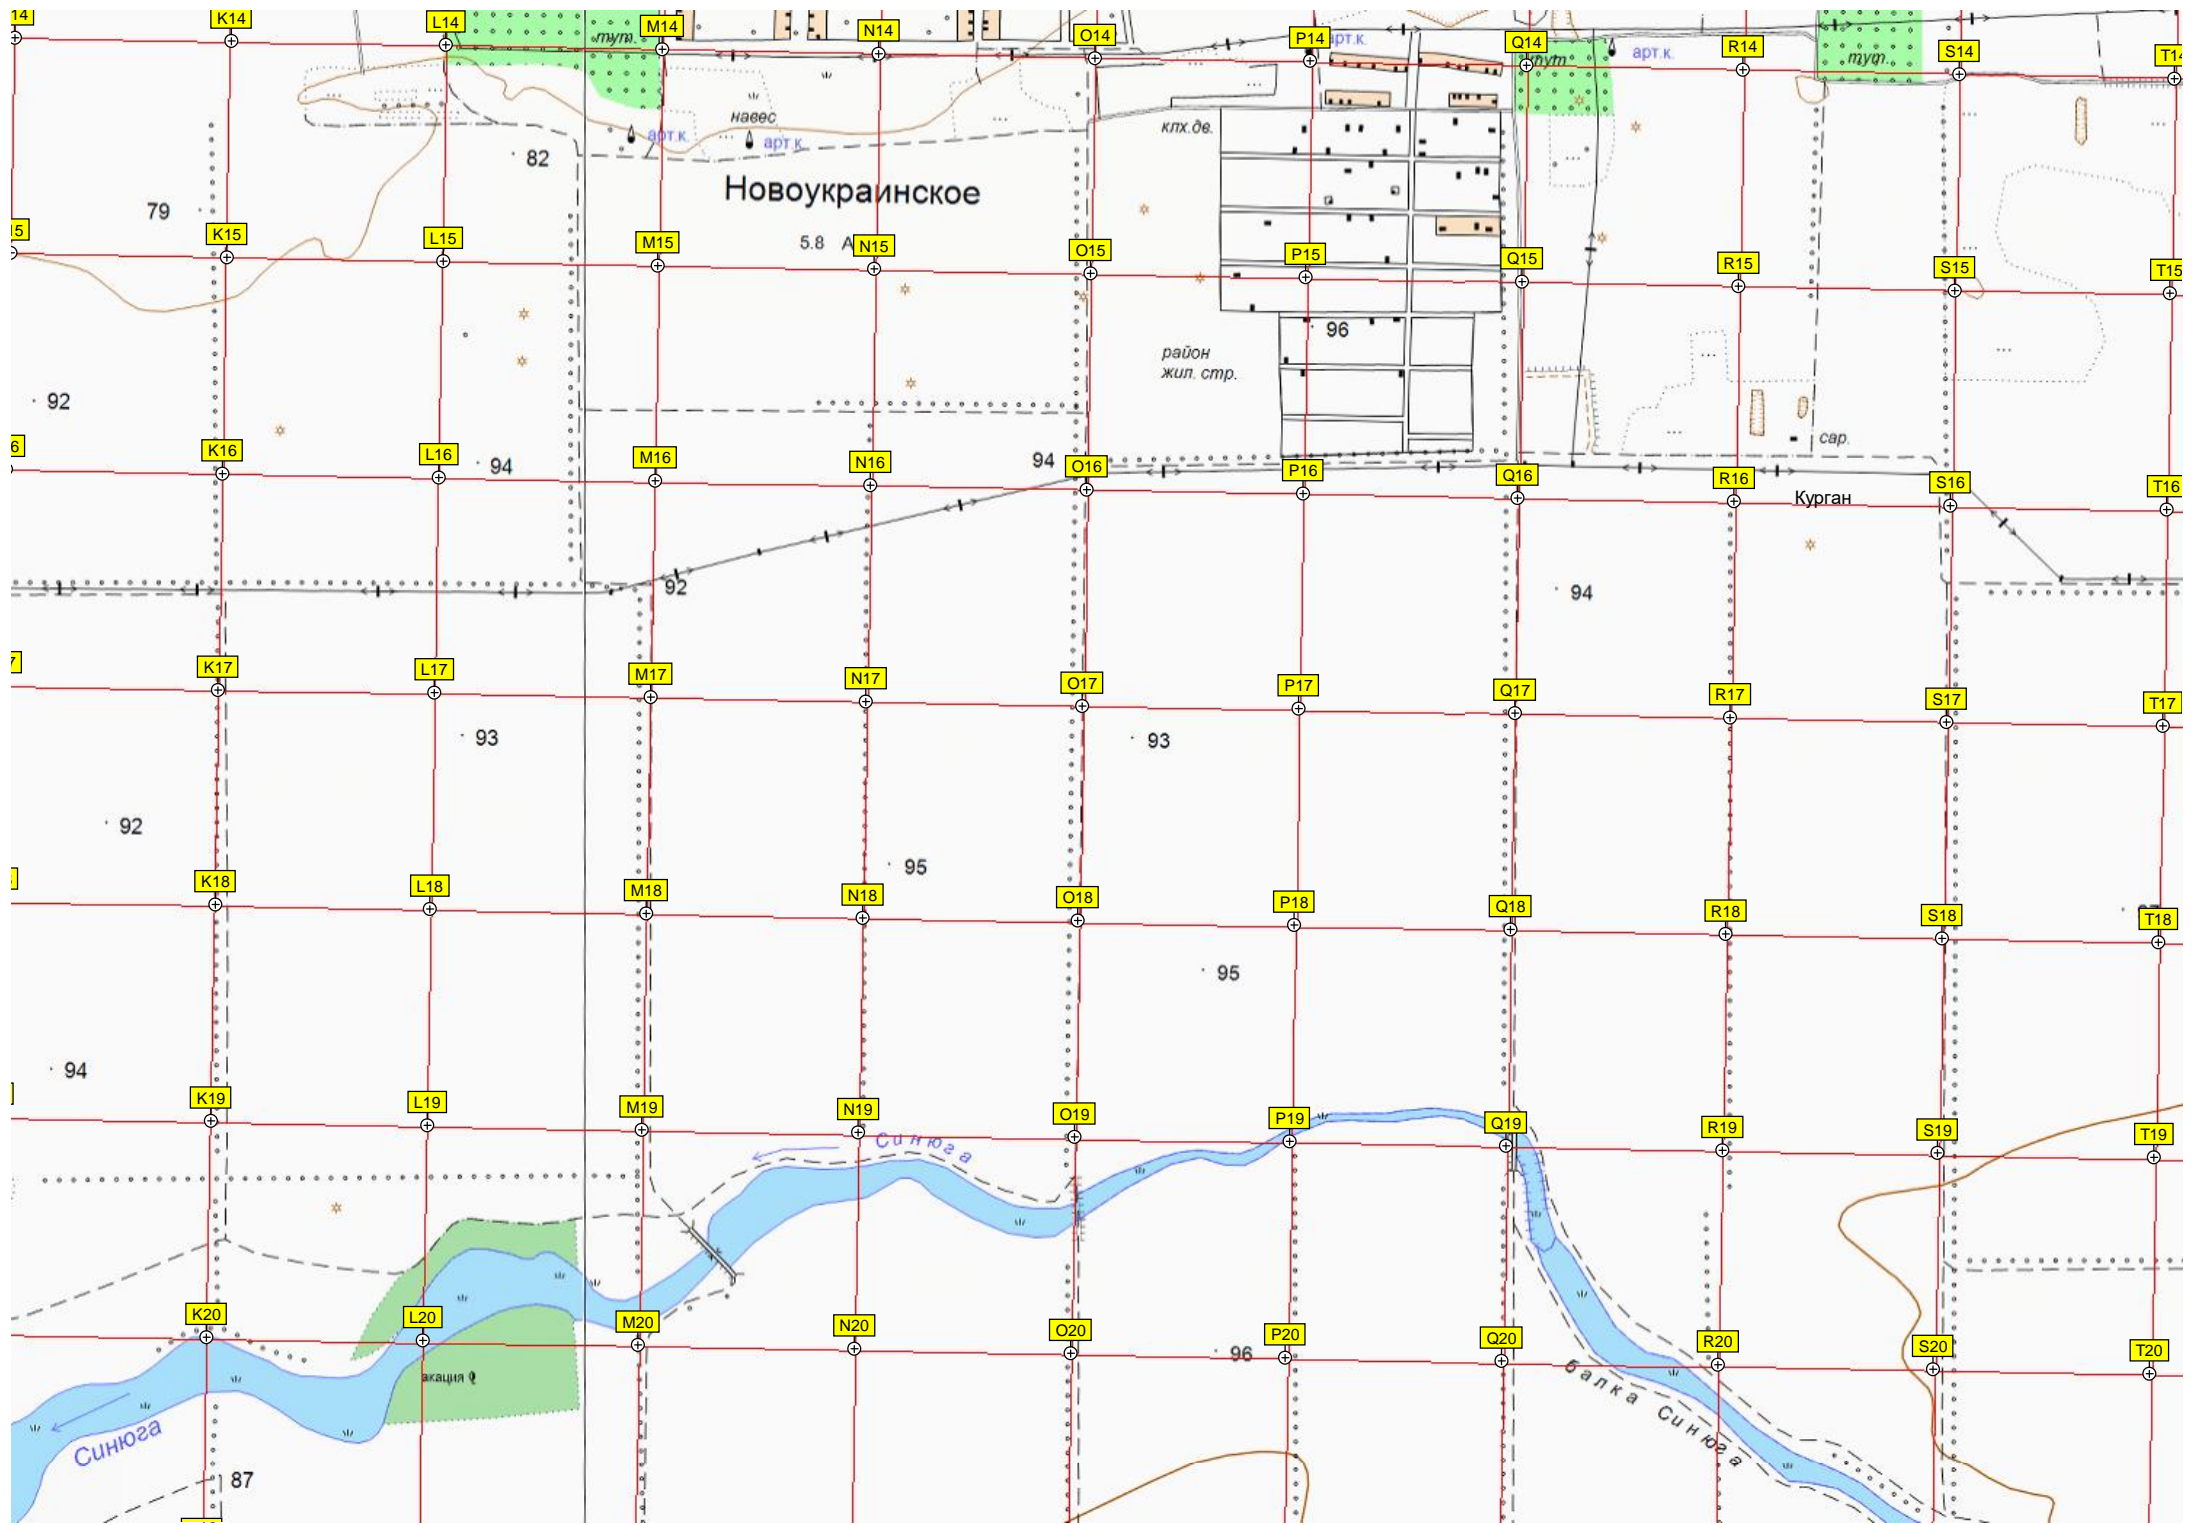 14
K14
L14
M14
N14
O14
P14
Q14
R14
S14
T14
тут.
арт.к.
тут
арт.к.
тут.
навес
арт.к.
арт.к.
клх.дв.
82
Новоукраинское
79
5.8
15
K15
L15
M15
N15
O15
P15
Q15
R15
S15
T15
96
район
жил. стр.
92
сар.
6
K16
L16
94
M16
N16
94
O16
P16
Q16
R16
Курган
S16
T16
92
94
7
K17
L17
M17
N17
O17
P17
Q17
R17
S17
T17
93
93
92
95
K18
L18
M18
N18
O18
P18
Q18
R18
S18
T18
95
94
K19
L19
M19
N19
O19
P19
Q19
R19
S19
T19
Синюга
K20
L20
M20
N20
O20
P20
Q20
R20
S20
T20
96
акация
балка Синюга
Синюга
87